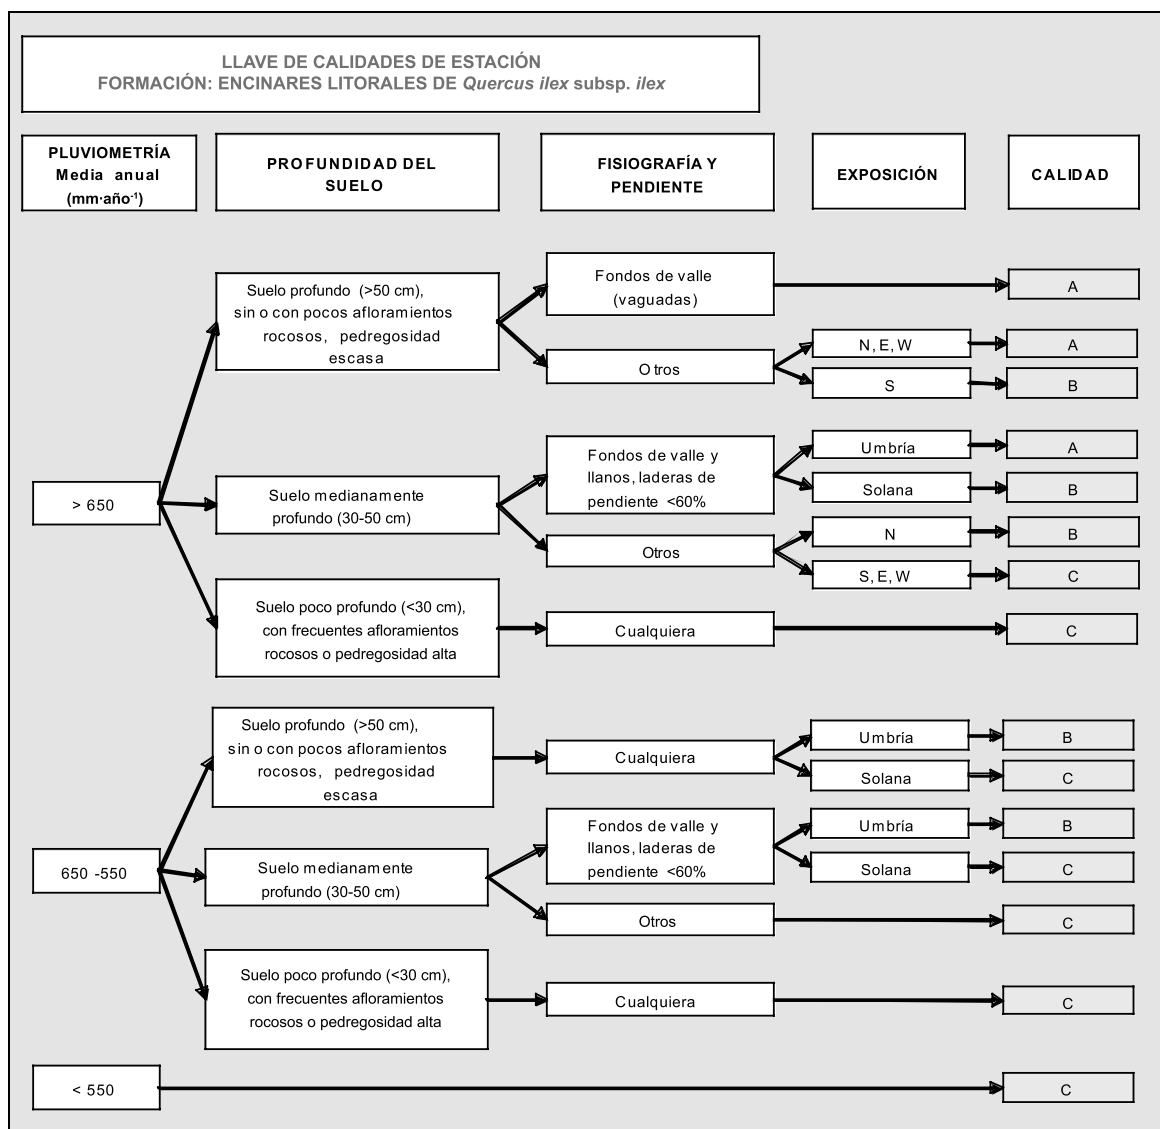 LLAVE DE CALIDADES DE ESTACIÓN
FORMACIÓN: ENCINARES LITORALES DE Quercus ilex subsp. ilex
PLUVIOMETRÍA
Media anual
(mm·año-1)
PROFUNDIDAD DEL
SUELO
FISIOGRAFÍA Y
PENDIENTE
EXPOSICIÓN
CALIDAD
> 650
Suelo profundo (>50 cm),
sin o con pocos afloramientos
rocosos, pedregosidad
escasa
Fondos de valle
(vaguadas)
A
Otros
N, E, W
A
S
B
Suelo medianamente
profundo (30-50 cm)
Fondos de valle y
llanos, laderas de
pendiente <60%
Umbría
A
Solana
B
Otros
N
B
S, E, W
C
Suelo poco profundo (<30 cm),
con frecuentes afloramientos
rocosos o pedregosidad alta
Cualquiera
C
650 -550
Suelo profundo (>50 cm),
sin o con pocos afloramientos
rocosos, pedregosidad
escasa
Cualquiera
Umbría
B
Solana
C
Suelo medianamente
profundo (30-50 cm)
Fondos de valle y
llanos, laderas de
pendiente <60%
Umbría
B
Solana
C
Otros
C
Suelo poco profundo (<30 cm),
con frecuentes afloramientos
rocosos o pedregosidad alta
Cualquiera
C
< 550
C